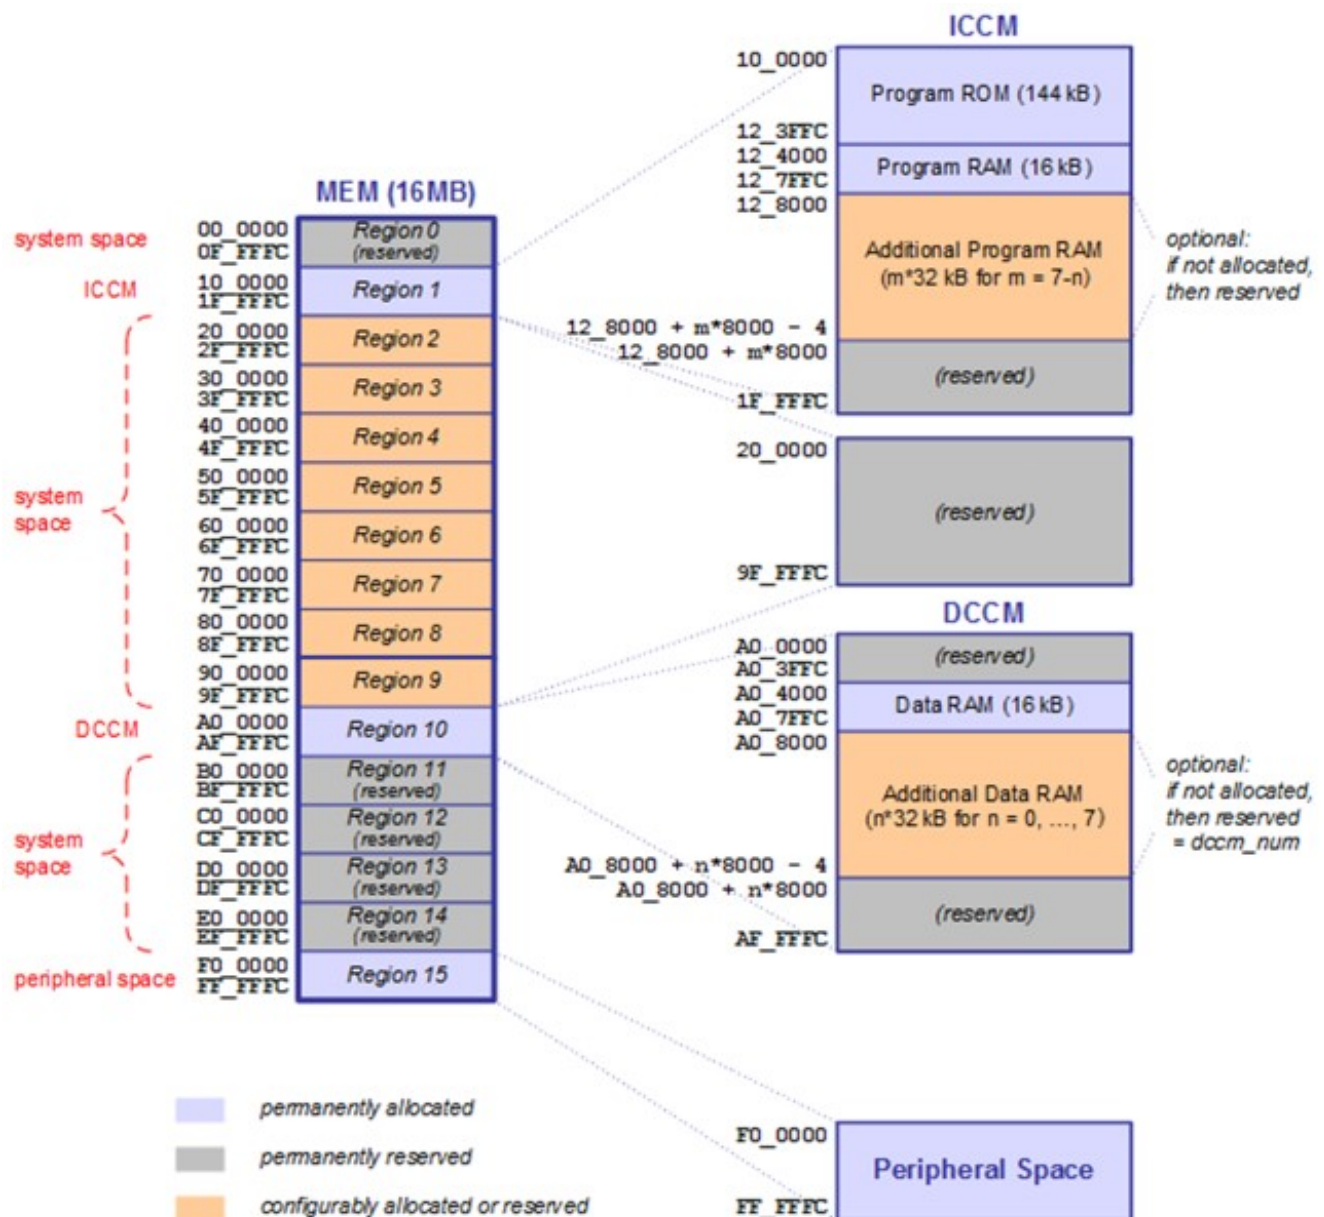 ICCM
10_0000
Program ROM (144 kB)
12_3FFC
12_4000
Program RAM (16 kB)
12_7FFC
12_8000
Additional Program RAM
(m*32 kB for m = 7-n)
optional:
if not allocated,
then reserved
12_8000 + m*8000 - 4
12_8000 + m*8000
(reserved)
1F_FFFC
20_0000
(reserved)
9F_FFFC
MEM (16MB)
system space
00_0000
0F_FFFC
Region 0
(reserved)
ICCM
10_0000
1F_FFFC
Region 1
system
space
20_0000
2F_FFFC
Region 2
30_0000
3F_FFFC
Region 3
40_0000
4F_FFFC
Region 4
50_0000
5F_FFFC
Region 5
60_0000
6F_FFFC
Region 6
70_0000
7F_FFFC
Region 7
80_0000
8F_FFFC
Region 8
90_0000
9F_FFFC
Region 9
DCCM
A0_0000
AF_FFFC
Region 10
system
space
B0_0000
BF_FFFC
Region 11
(reserved)
C0_0000
CF_FFFC
Region 12
(reserved)
D0_0000
DF_FFFC
Region 13
(reserved)
E0_0000
EF_FFFC
Region 14
(reserved)
peripheral space
F0_0000
FF_FFFC
Region 15
DCCM
A0_0000
(reserved)
A0_3FFC
A0_4000
Data RAM (16 kB)
A0_7FFC
A0_8000
Additional Data RAM
(n*32 kB for n = 0, ..., 7)
optional:
if not allocated,
then reserved
= dccm_num
A0_8000 + n*8000 - 4
A0_8000 + n*8000
(reserved)
AF_FFFC
permanently allocated
permanently reserved
configurably allocated or reserved
F0_0000
Peripheral Space
FF_FFFC